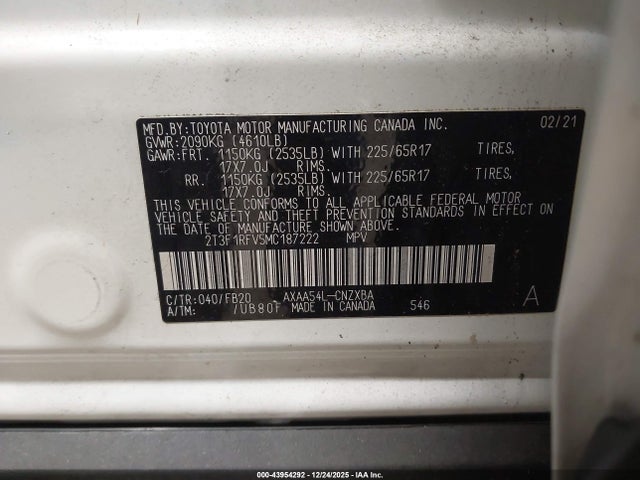 MFD.BY:TOYOTA MOTOR MANUFACTURING CANADA INC. 02/21
GVWR:2090KG (4610LB)
GAWR:FRT. 1150KG (2535LB) WITH 225/65R17 TIRES,
17X7.0J RIMS.
RR. 1150KG (2535LB) WITH 225/65R17 TIRES,
17X7.0J RIMS.
THIS VEHICLE CONFORMS TO ALL APPLICABLE FEDERAL MOTOR
VEHICLE SAFETY AND THEFT PREVENTION STANDARDS IN EFFECT ON
THE DATE OF MANUFACTURE SHOWN ABOVE.
2T3F1RFV5MC187222 MPV
C/TR:040/FB20 AXAA54L-CNZXBA A
A/TM: /UB80F MADE IN CANADA 546
000-43954292 - 12/24/2025 - IAA Inc.